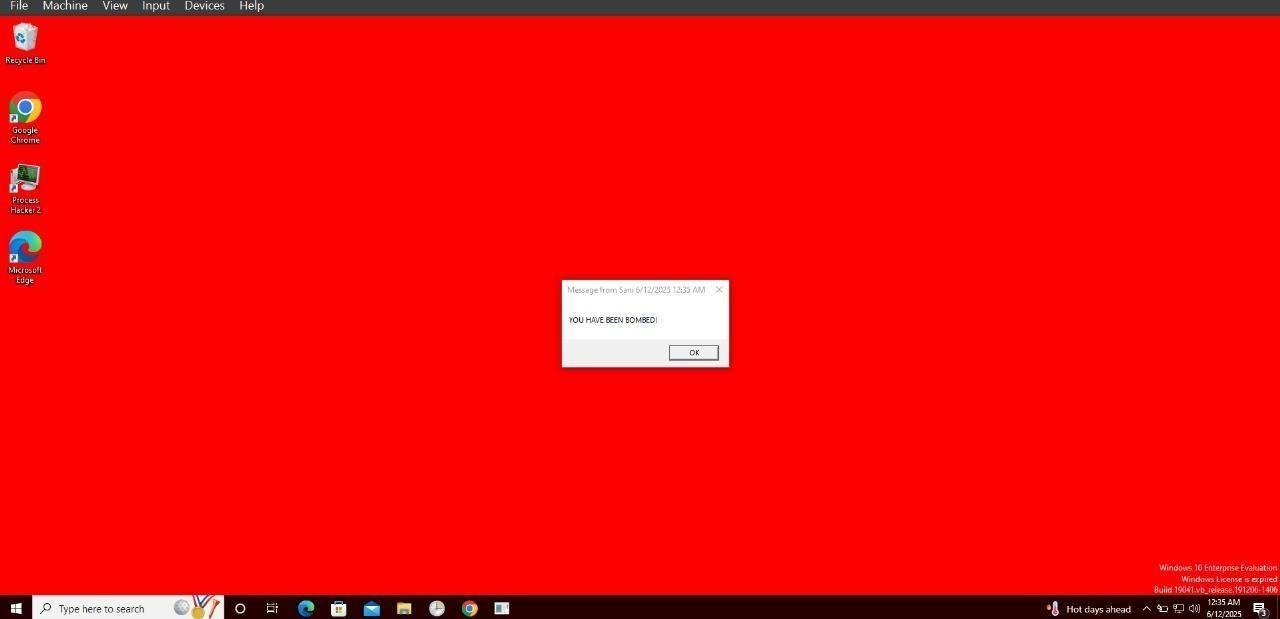 File Machine View Input Devices Help
Recycle Bin
Google
Chrome
Process
Hacker 2
Microsoft
Edge
Message from Sani 6/12/2025 12:35 AM
YOU HAVE BEEN BOMBED!
OK
Windows 10 Enterprise Evaluation
Windows License is expired
Build 19041.vb_release.191206-1406
Type here to search
Hot days ahead
12:35 AM
6/12/2025
3